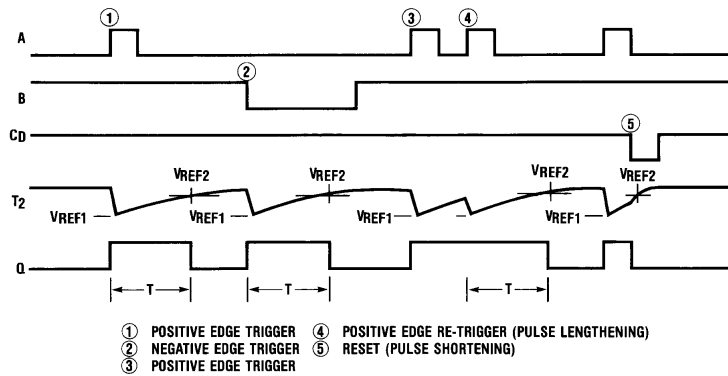 ① ③ ④
A
②
B
⑤
CD
VREF2 VREF2 VREF2 VREF2
T2
VREF1 VREF1 VREF1 VREF1
Q
T T T
① POSITIVE EDGE TRIGGER ④ POSITIVE EDGE RE-TRIGGER (PULSE LENGTHENING)
② NEGATIVE EDGE TRIGGER ⑤ RESET (PULSE SHORTENING)
③ POSITIVE EDGE TRIGGER